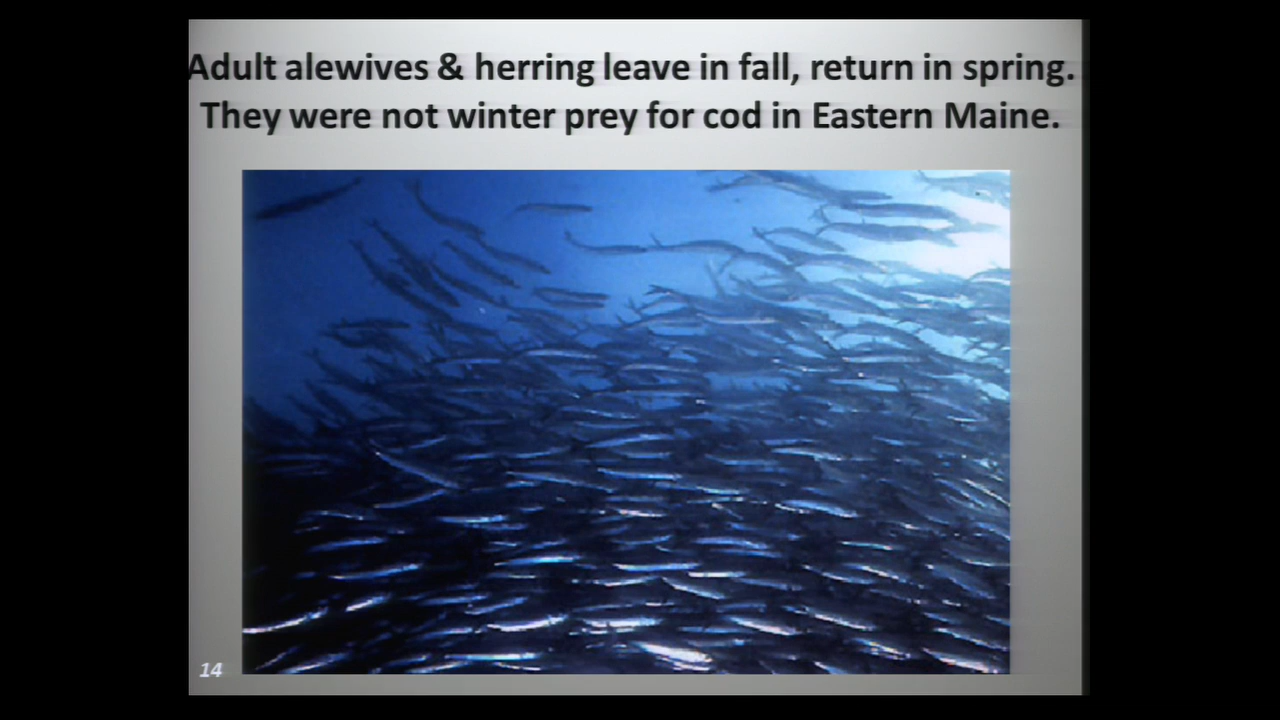 Adult alewives & herring leave in fall, return in spring.
They were not winter prey for cod in Eastern Maine.
14